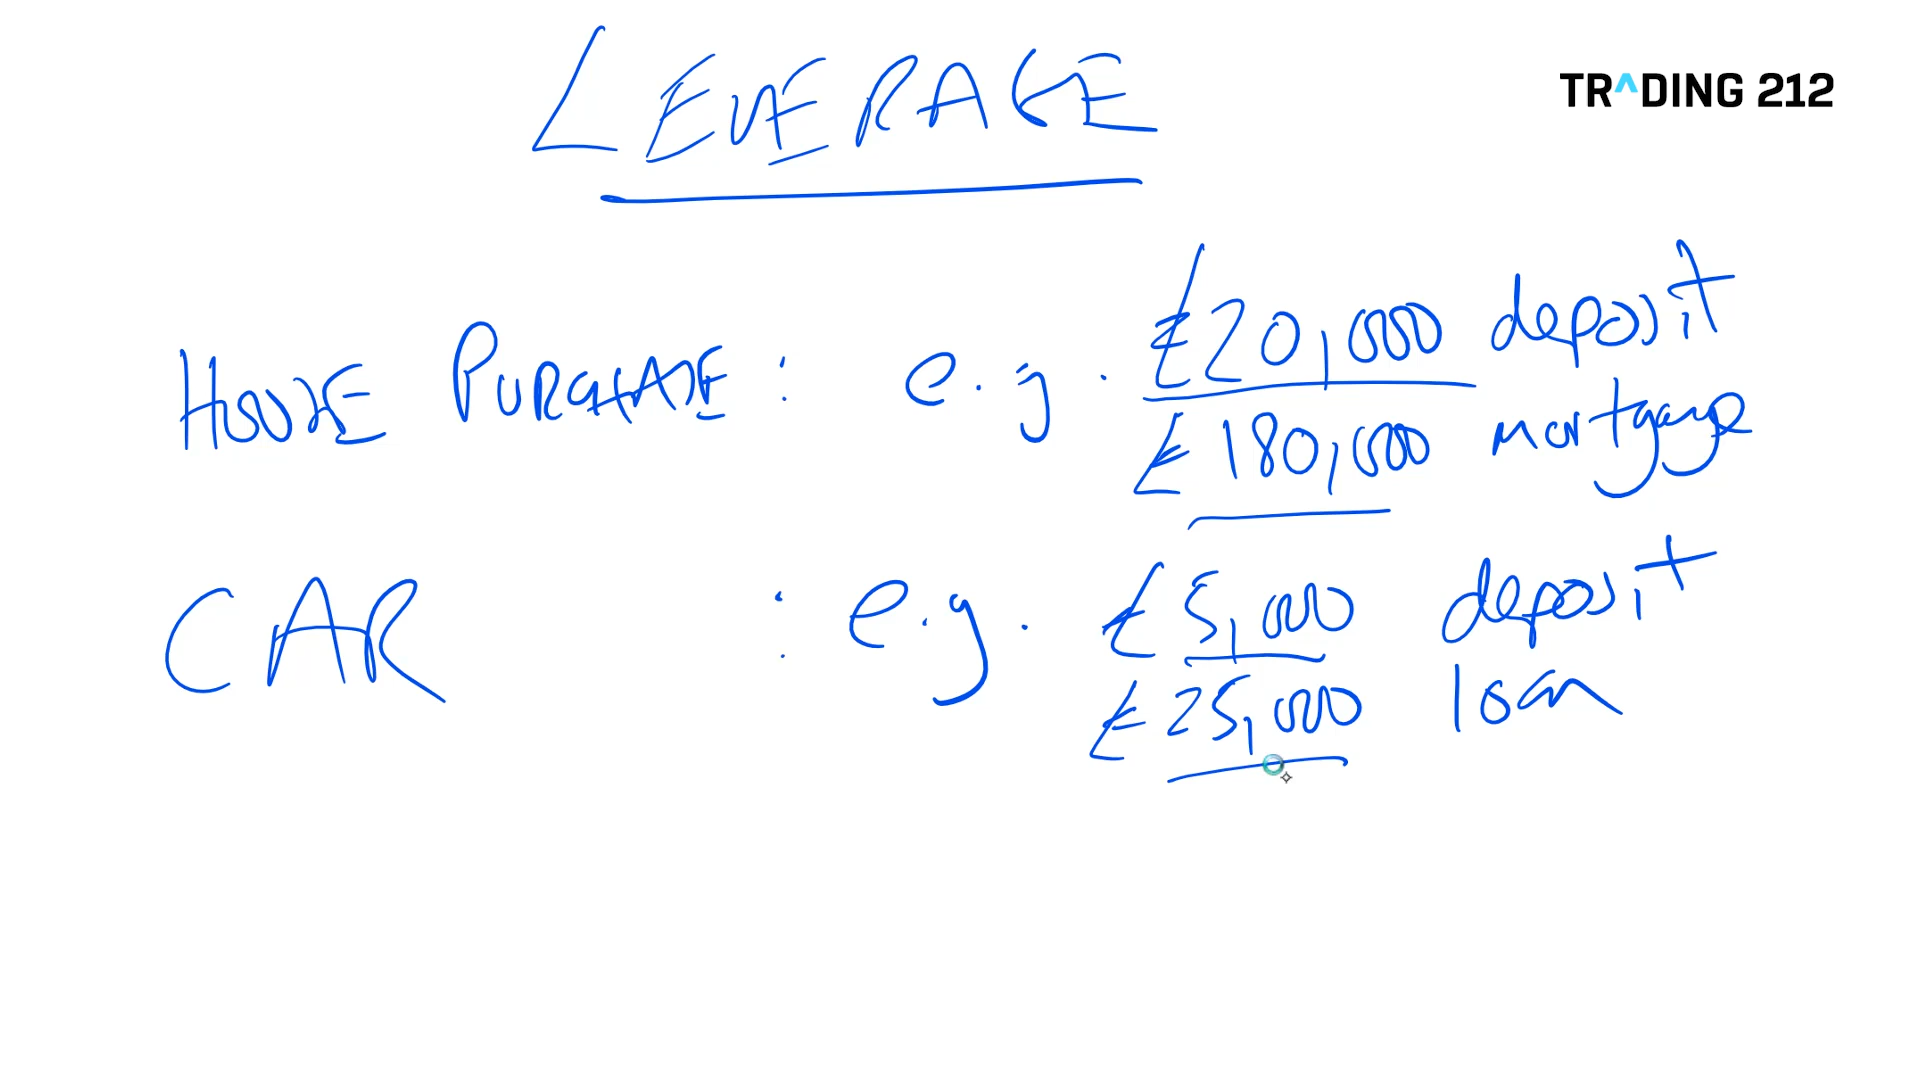 LEVERAGE
TRADING 212
HOUSE PURCHASE : e.g. £20,000 deposit
£180,000 mortgage
CAR : e.g. £5,000 deposit
£25,000 loan